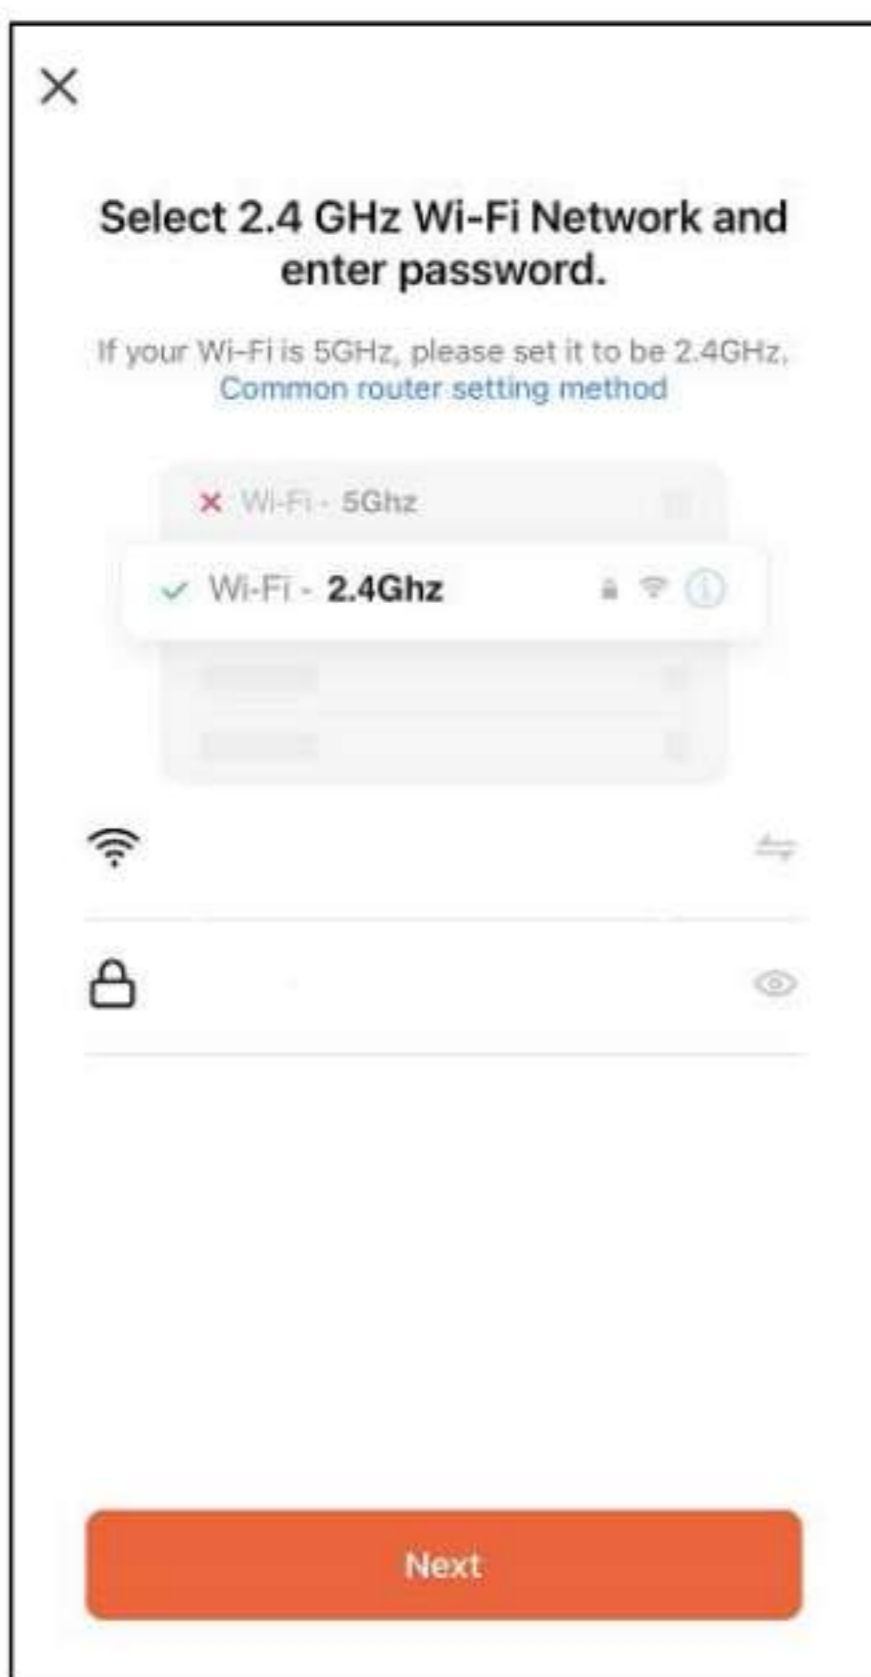 Select 2.4 GHz Wi-Fi Network and
enter password.
If your Wi-Fi is 5GHz, please set it to be 2.4GHz.
Common router setting method
Wi-Fi - 5Ghz
Wi-Fi - 2.4Ghz
Next